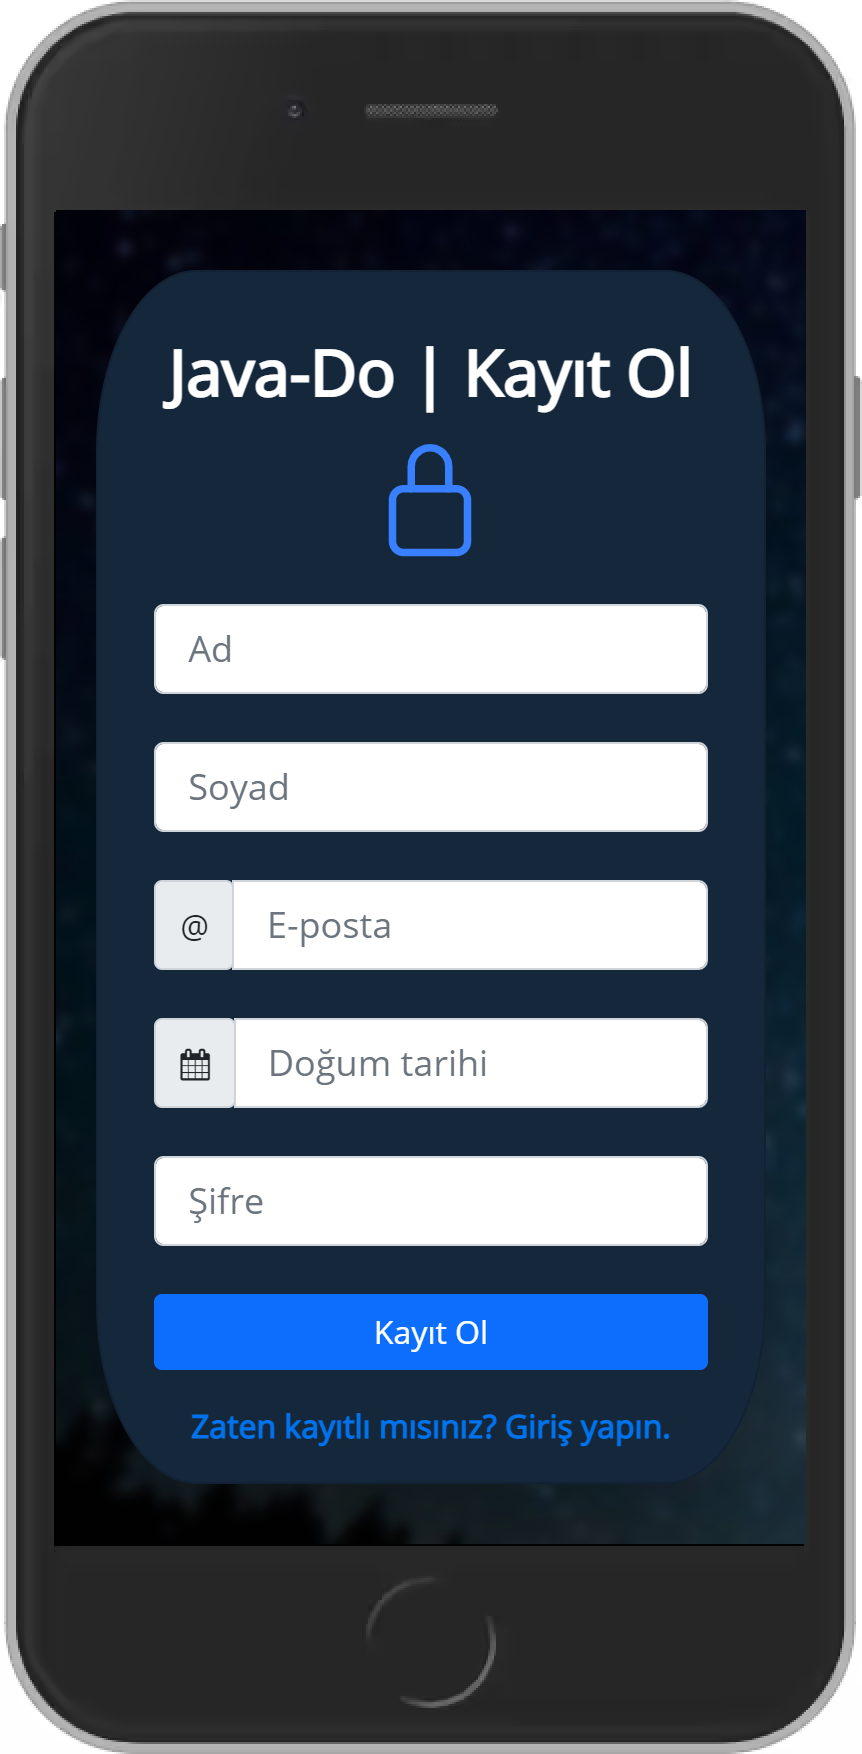 Java-Do | Kayıt Ol
Ad
Soyad
@ E-posta
Doğum tarihi
Şifre
Kayıt Ol
Zaten kayıtlı mısınız? Giriş yapın.